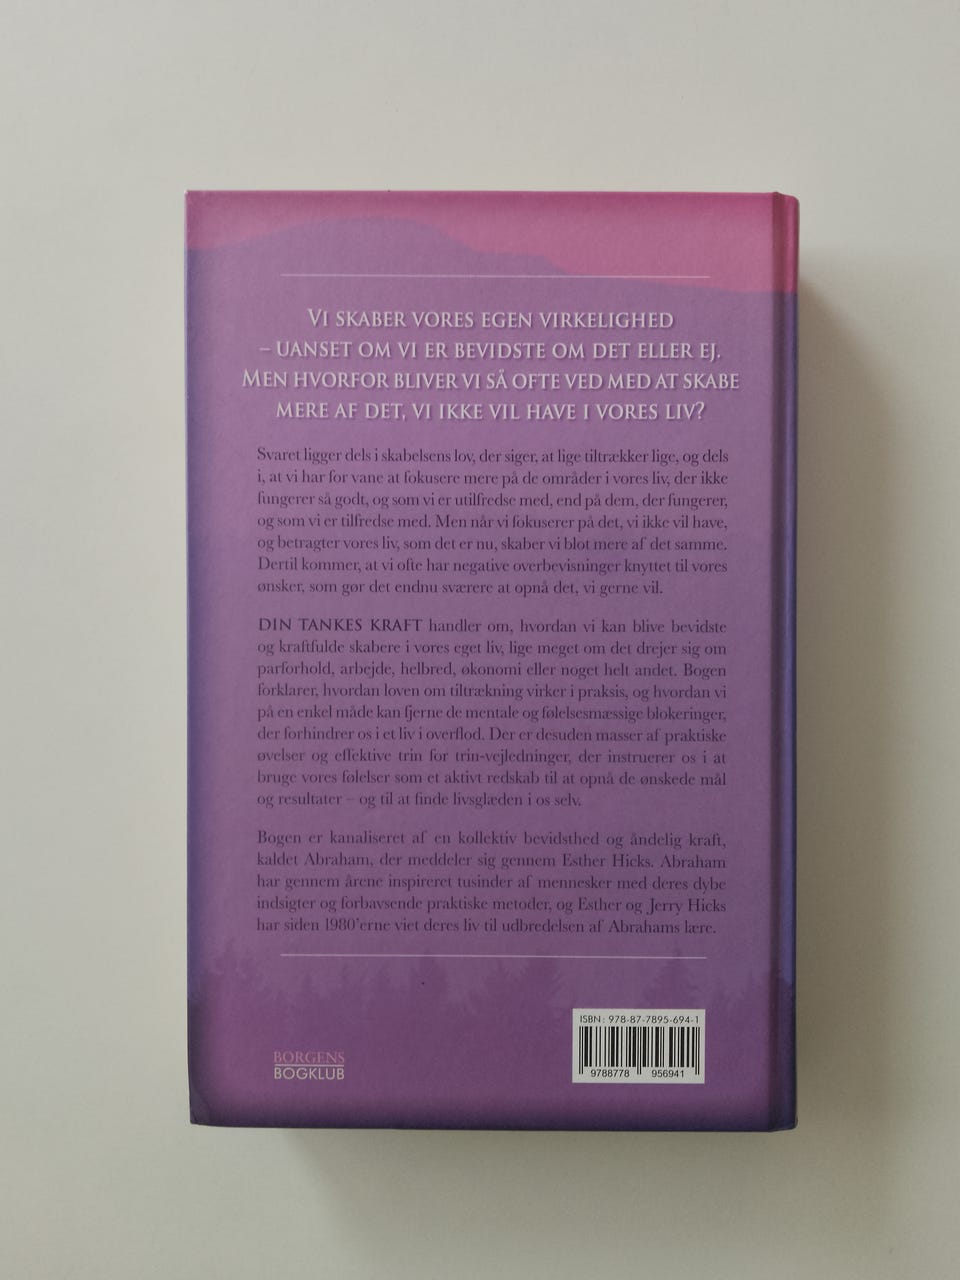 VI SKABER VORES EGEN VIRKELIGHED
– UANSET OM VI ER BEVIDSTE OM DET ELLER EJ.
MEN HVORFOR BLIVER VI SÅ OFTE VED MED AT SKABE
MERE AF DET, VI IKKE VIL HAVE I VORES LIV?
Svaret ligger dels i skabelsens lov, der siger, at lige tiltrækker lige, og dels
i, at vi har for vane at fokusere mere på de områder i vores liv, der ikke
fungerer så godt, og som vi er utilfredse med, end på dem, der fungerer,
og som vi er tilfredse med. Men når vi fokuserer på det, vi ikke vil have,
og betragter vores liv, som det er nu, skaber vi blot mere af det samme.
Dertil kommer, at vi ofte har negative overbevisninger knyttet til vores
ønsker, som gør det endnu sværere at opnå det, vi gerne vil.
DIN TANKES KRAFT handler om, hvordan vi kan blive bevidste
og kraftfulde skabere i vores eget liv, lige meget om det drejer sig om
parforhold, arbejde, helbred, økonomi eller noget helt andet. Bogen
forklarer, hvordan loven om tiltrækning virker i praksis, og hvordan vi
på en enkel måde kan fjerne de mentale og følelsesmæssige blokeringer,
der forhindrer os i et liv i overflod. Der er desuden masser af praktiske
øvelser og effektive trin for trin-vejledninger, der instruerer os i at
bruge vores følelser som et aktivt redskab til at opnå de ønskede mål
og resultater – og til at finde livsglæden i os selv.
Bogen er kanaliseret af en kollektiv bevidsthed og åndelig kraft,
kaldet Abraham, der meddeler sig gennem Esther Hicks. Abraham
har gennem årene inspireret tusinder af mennesker med deres dybe
indsigter og forbavsende praktiske metoder, og Esther og Jerry Hicks
har siden 1980'erne viet deres liv til udbredelsen af Abrahams lære.
BORGENS
BOGKLUB
ISBN: 978-87-7895-694-1
9788778 956941